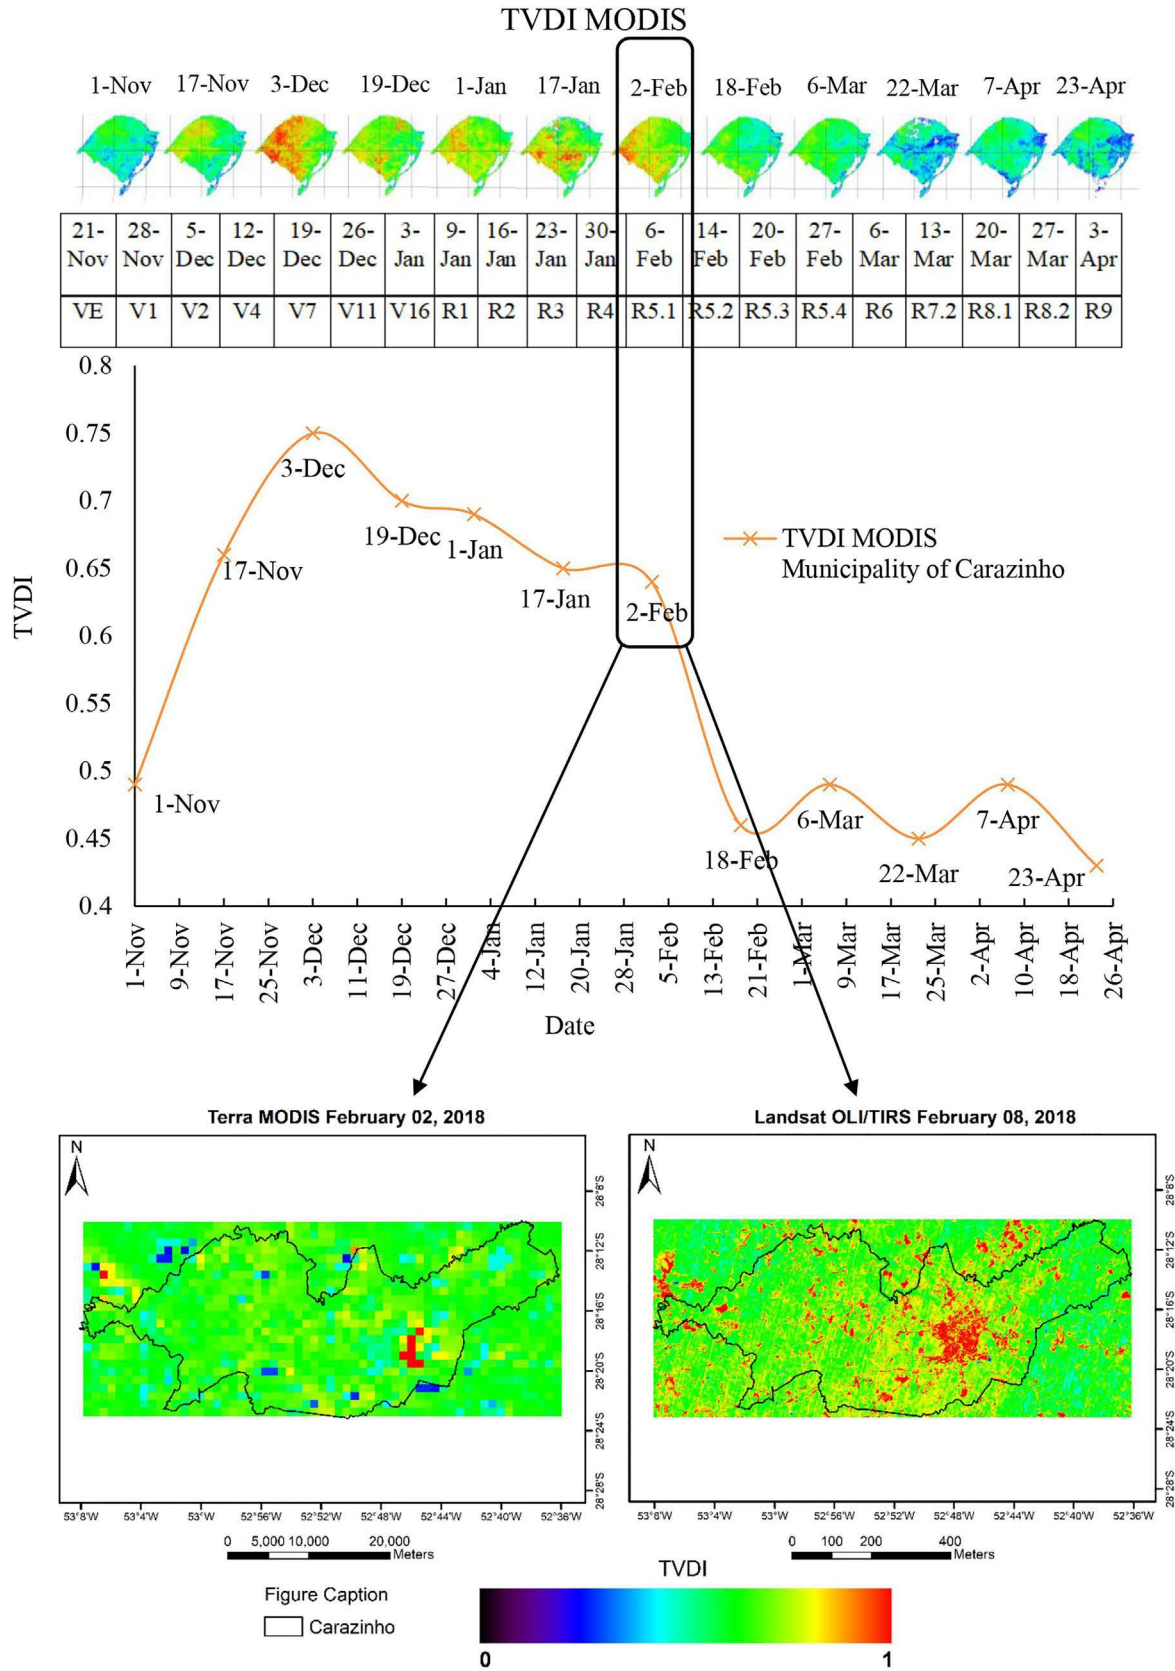 TVDI MODIS
1-Nov 17-Nov 3-Dec 19-Dec 1-Jan 17-Jan 2-Feb 18-Feb 6-Mar 22-Mar 7-Apr 23-Apr
21- 28- 5- 12- 19- 26- 3- 9- 16- 23- 30- 6- 14- 20- 27- 6- 13- 20- 27- 3-
Nov Nov Dec Dec Dec Dec Jan Jan Jan Jan Jan Feb Feb Feb Feb Mar Mar Mar Mar Apr
VE V1 V2 V4 V7 V11 V16 R1 R2 R3 R4 R5.1 R5.2 R5.3 R5.4 R6 R7.2 R8.1 R8.2 R9
0.8
0.75
0.7
0.65
0.6
0.55
0.5
0.45
0.4
TVDI
1-Nov
17-Nov
3-Dec
19-Dec
1-Jan
17-Jan
2-Feb
18-Feb
6-Mar
22-Mar
7-Apr
23-Apr
TVDI MODIS
Municipality of Carazinho
1-Nov 9-Nov 17-Nov 25-Nov 3-Dec 11-Dec 19-Dec 27-Dec 4-Jan 12-Jan 20-Jan 28-Jan 5-Feb 13-Feb 21-Feb 1-Mar 9-Mar 17-Mar 25-Mar 2-Apr 10-Apr 18-Apr 26-Apr
Date
Terra MODIS February 02, 2018
N
28°8'S
28°12'S
28°16'S
28°20'S
28°24'S
28°28'S
53°8'W 53°4'W 53°0'W 52°56'W 52°52'W 52°48'W 52°44'W 52°40'W 52°36'W
0 5,000 10,000 20,000
Meters
Landsat OLI/TIRS February 08, 2018
N
28°8'S
28°12'S
28°16'S
28°20'S
28°24'S
28°28'S
53°8'W 53°4'W 53°0'W 52°56'W 52°52'W 52°48'W 52°44'W 52°40'W 52°36'W
0 100 200 400
Meters
Figure Caption
Carazinho
TVDI
0 1